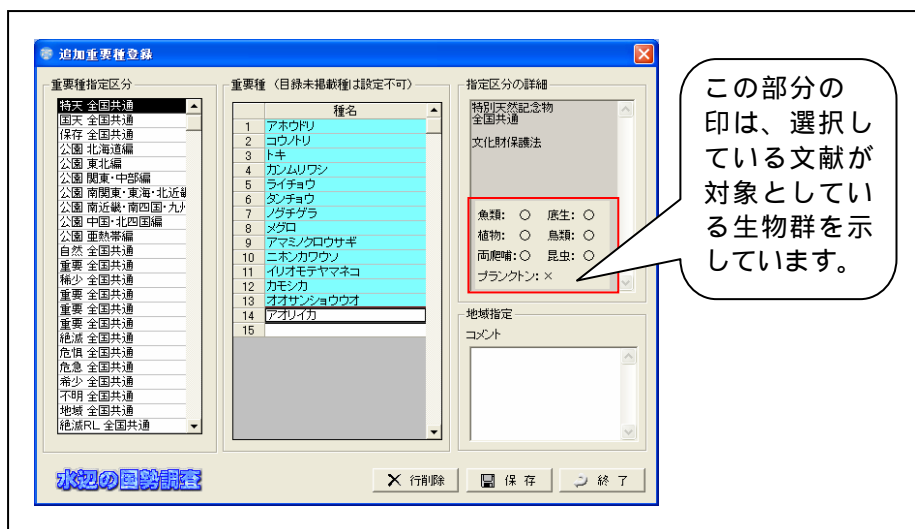 追加重要種登録
重要種指定区分
特天 全国共通
国天 全国共通
保存 全国共通
公園 北海道編
公園 東北編
公園 関東・中部編
公園 南関東・東海・北近
公園 南近畿・南四国・九
公園 中国・北四国編
公園 亜熱帯編
自然 全国共通
重要 全国共通
稀少 全国共通
重要 全国共通
重要 全国共通
重要 全国共通
絶滅 全国共通
危惧 全国共通
危急 全国共通
希少 全国共通
不明 全国共通
地域 全国共通
絶滅RL 全国共通
重要種 (目録未掲載種は設定不可)
種名
1 アホウドリ
2 コウノトリ
3 トキ
4 カンムリワシ
5 ライチョウ
6 タンチョウ
7 ノグチゲラ
8 メグロ
9 アマミノクロウサギ
10 ニホンカワウソ
11 イリオモテヤマネコ
12 カモシカ
13 オオサンショウウオ
14 アオリイカ
15
指定区分の詳細
特別天然記念物
全国共通
文化財保護法
魚類: ○ 底生: ○
植物: ○ 鳥類: ○
両爬哺: ○ 昆虫: ○
プランクトン: ×
地域指定
コメント
水辺の国勢調査
行削除
保 存
終 了
この部分の
印は、選択し
ている文献が
対象としてい
る生物群を示
しています。